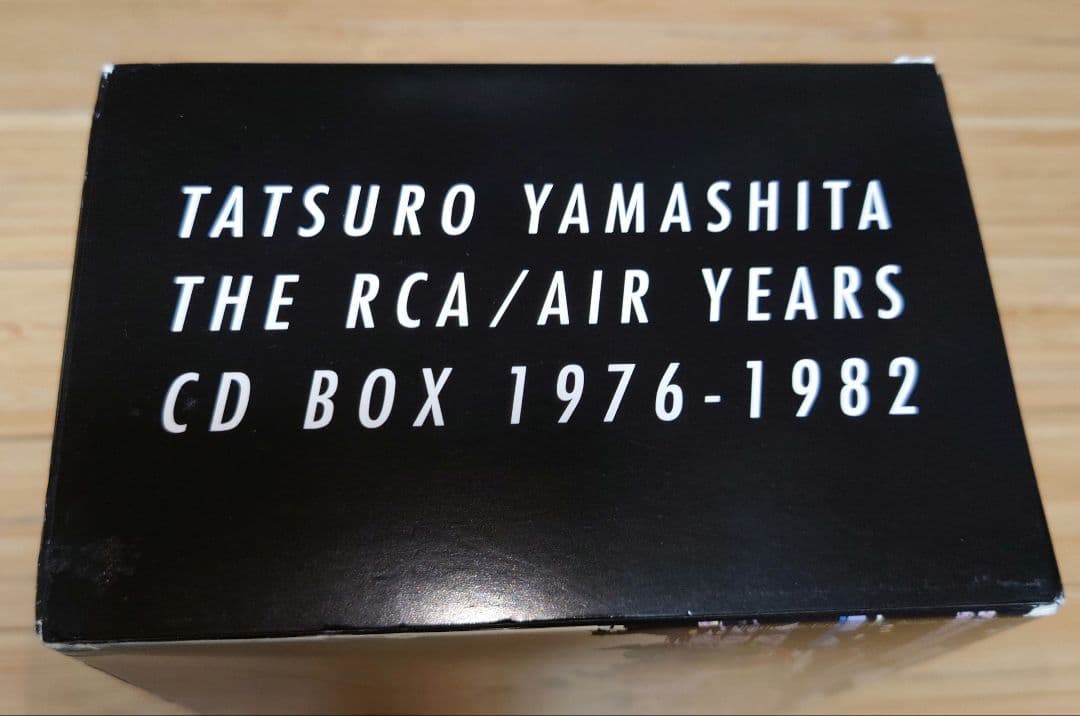 TATSURO YAMASHITA
THE RCA/AIR YEARS
CD BOX 1976-1982